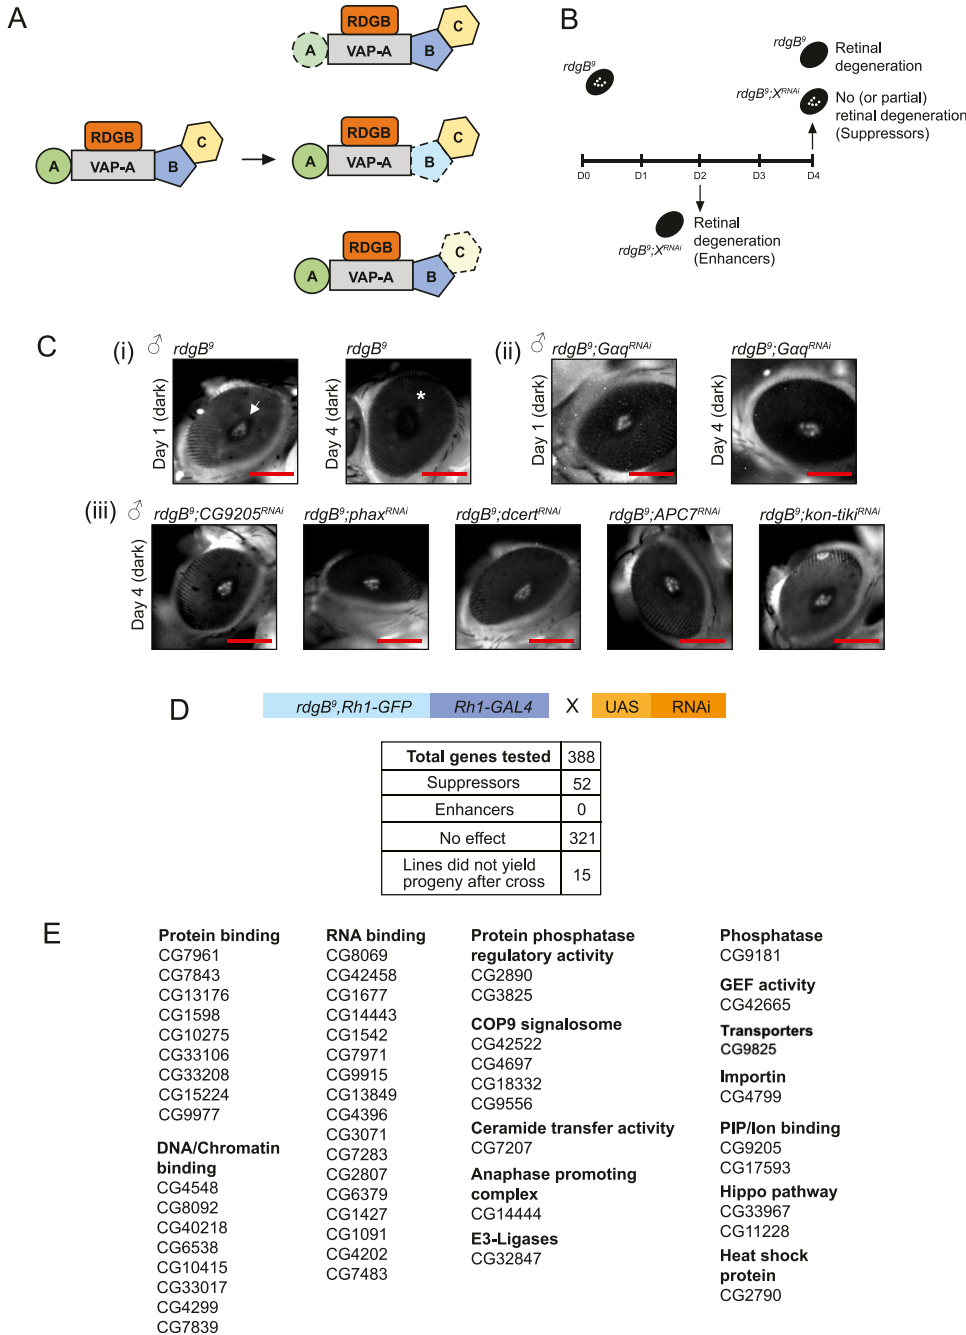 A
RDGB
A
VAP-A
B
C
RDGB
A
VAP-A
B
C
RDGB
A
VAP-A
B
C
RDGB
A
VAP-A
B
C
B
rdgB⁹
rdgB⁹
Retinal
degeneration
rdgB⁹;Xᴿᴺᴬⁱ
No (or partial)
retinal degeneration
(Suppressors)
D0
D1
D2
D3
D4
rdgB⁹;Xᴿᴺᴬⁱ
Retinal
degeneration
(Enhancers)
C
(i) ♂ rdgB⁹
rdgB⁹
Day 1 (dark)
Day 4 (dark)
*
(ii) ♂ rdgB⁹;Gαqᴿᴺᴬⁱ
rdgB⁹;Gαqᴿᴺᴬⁱ
Day 1 (dark)
Day 4 (dark)
(iii) ♂ rdgB⁹;CG9205ᴿᴺᴬⁱ
rdgB⁹;phaxᴿᴺᴬⁱ
rdgB⁹;dcertᴿᴺᴬⁱ
rdgB⁹;APC7ᴿᴺᴬⁱ
rdgB⁹;kon-tikiᴿᴺᴬⁱ
Day 4 (dark)
D
rdgB⁹,Rh1-GFP Rh1-GAL4 X UAS RNAi
Total genes tested 388
Suppressors 52
Enhancers 0
No effect 321
Lines did not yield
progeny after cross 15
E
Protein binding
CG7961
CG7843
CG13176
CG1598
CG10275
CG33106
CG33208
CG15224
CG9977
DNA/Chromatin
binding
CG4548
CG8092
CG40218
CG6538
CG10415
CG33017
CG4299
CG7839
RNA binding
CG8069
CG42458
CG1677
CG14443
CG1542
CG7971
CG9915
CG13849
CG4396
CG3071
CG7283
CG2807
CG6379
CG1427
CG1091
CG4202
CG7483
Protein phosphatase
regulatory activity
CG2890
CG3825
COP9 signalosome
CG42522
CG4697
CG18332
CG9556
Ceramide transfer activity
CG7207
Anaphase promoting
complex
CG14444
E3-Ligases
CG32847
Phosphatase
CG9181
GEF activity
CG42665
Transporters
CG9825
Importin
CG4799
PIP/Ion binding
CG9205
CG17593
Hippo pathway
CG33967
CG11228
Heat shock
protein
CG2790